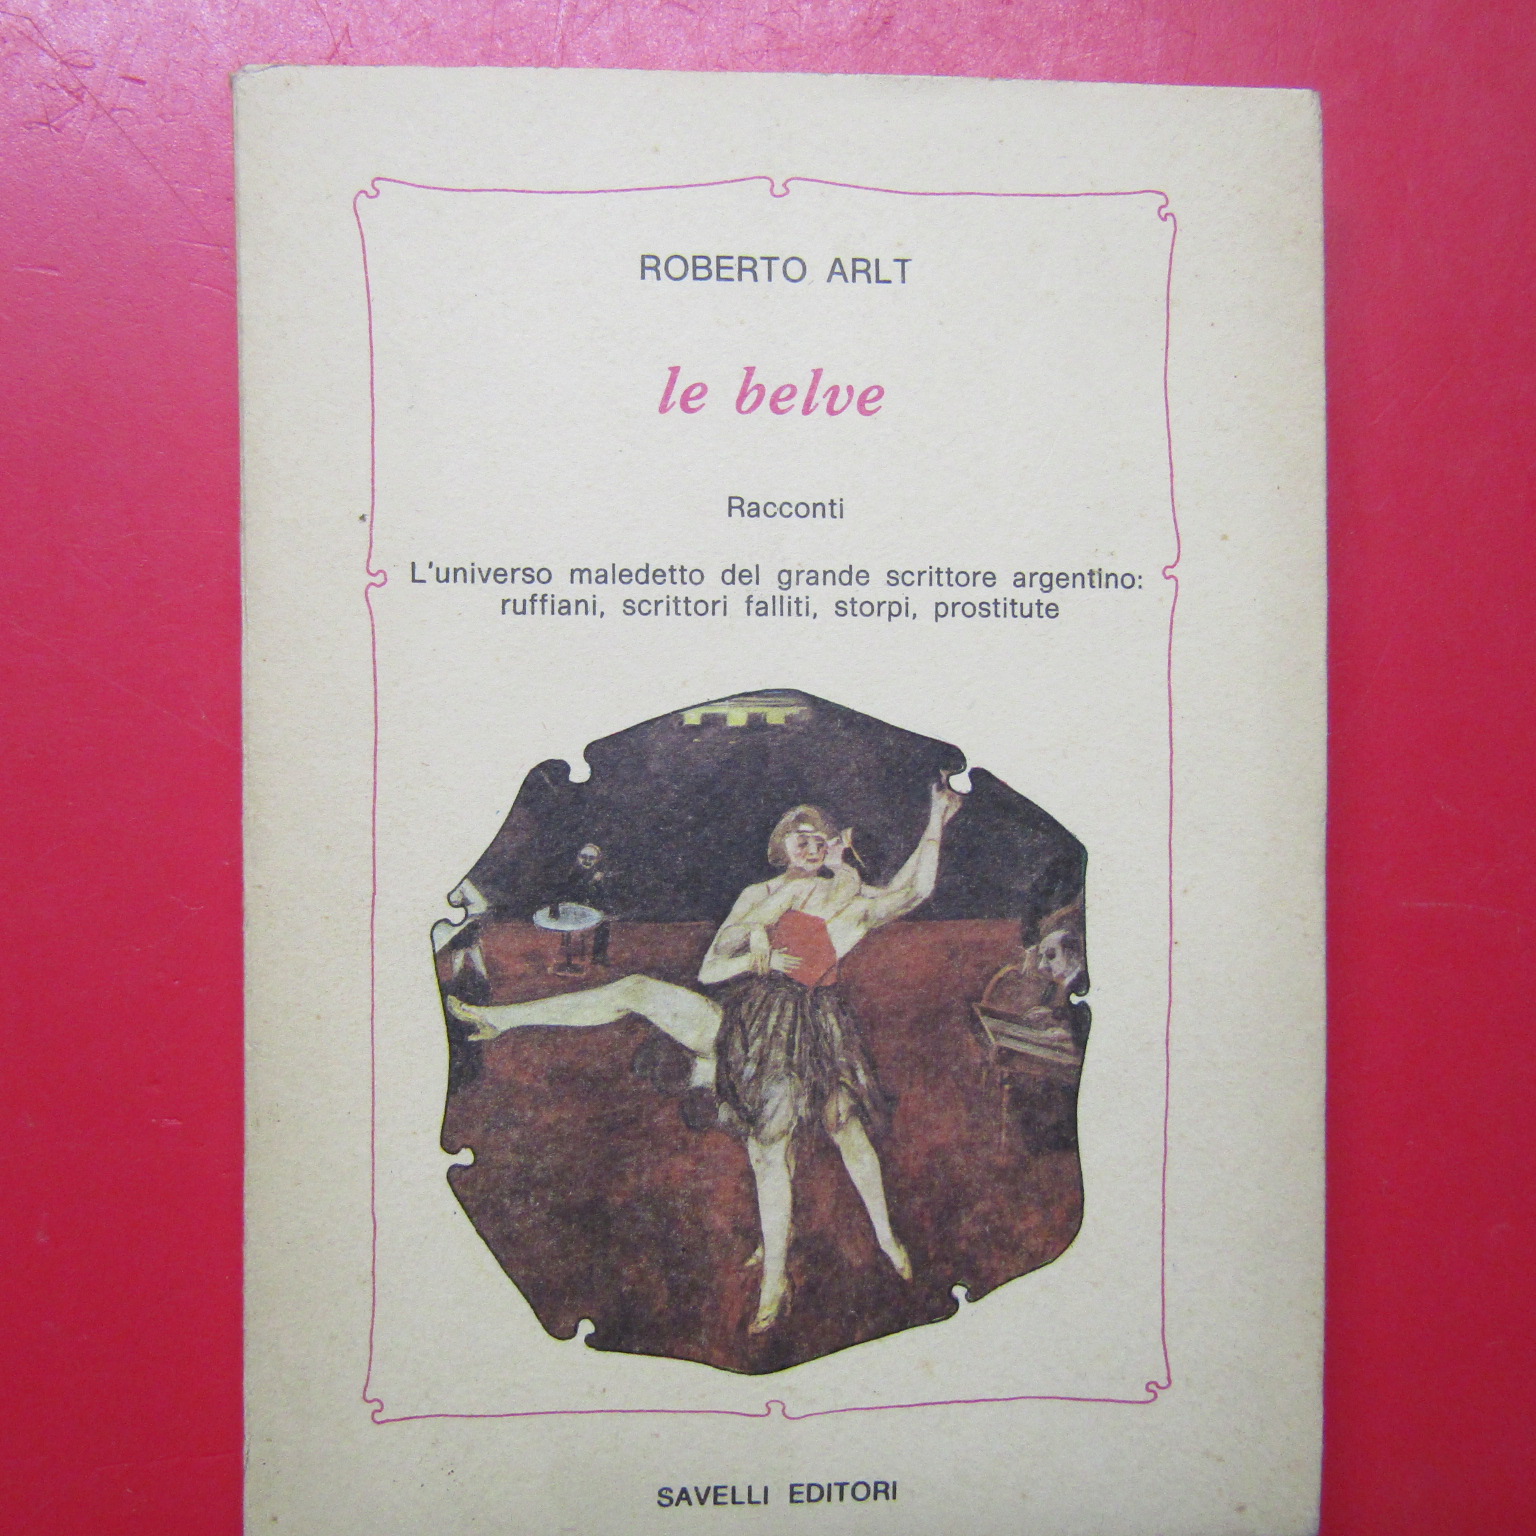 ROBERTO ARLT
le belve
Racconti
L'universo maledetto del grande scrittore argentino:
ruffiani, scrittori falliti, storpi, prostitute
SAVELLI EDITORI